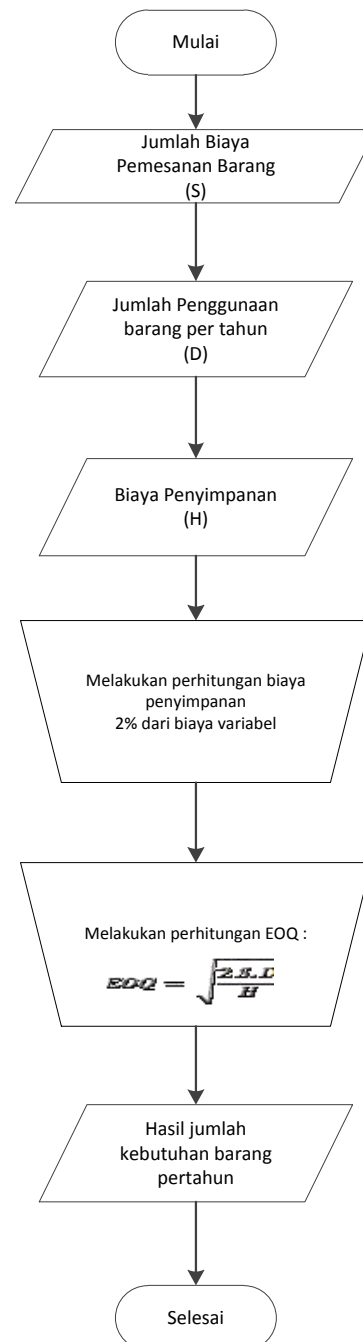 Mulai
Jumlah Biaya
Pemesanan Barang
(S)
Jumlah Penggunaan
barang per tahun
(D)
Biaya Penyimpanan
(H)
Melakukan perhitungan biaya
penyimpanan
2% dari biaya variabel
Melakukan perhitungan EOQ :
EOQ = √(2.S.D/H)
Hasil jumlah
kebutuhan barang
pertahun
Selesai